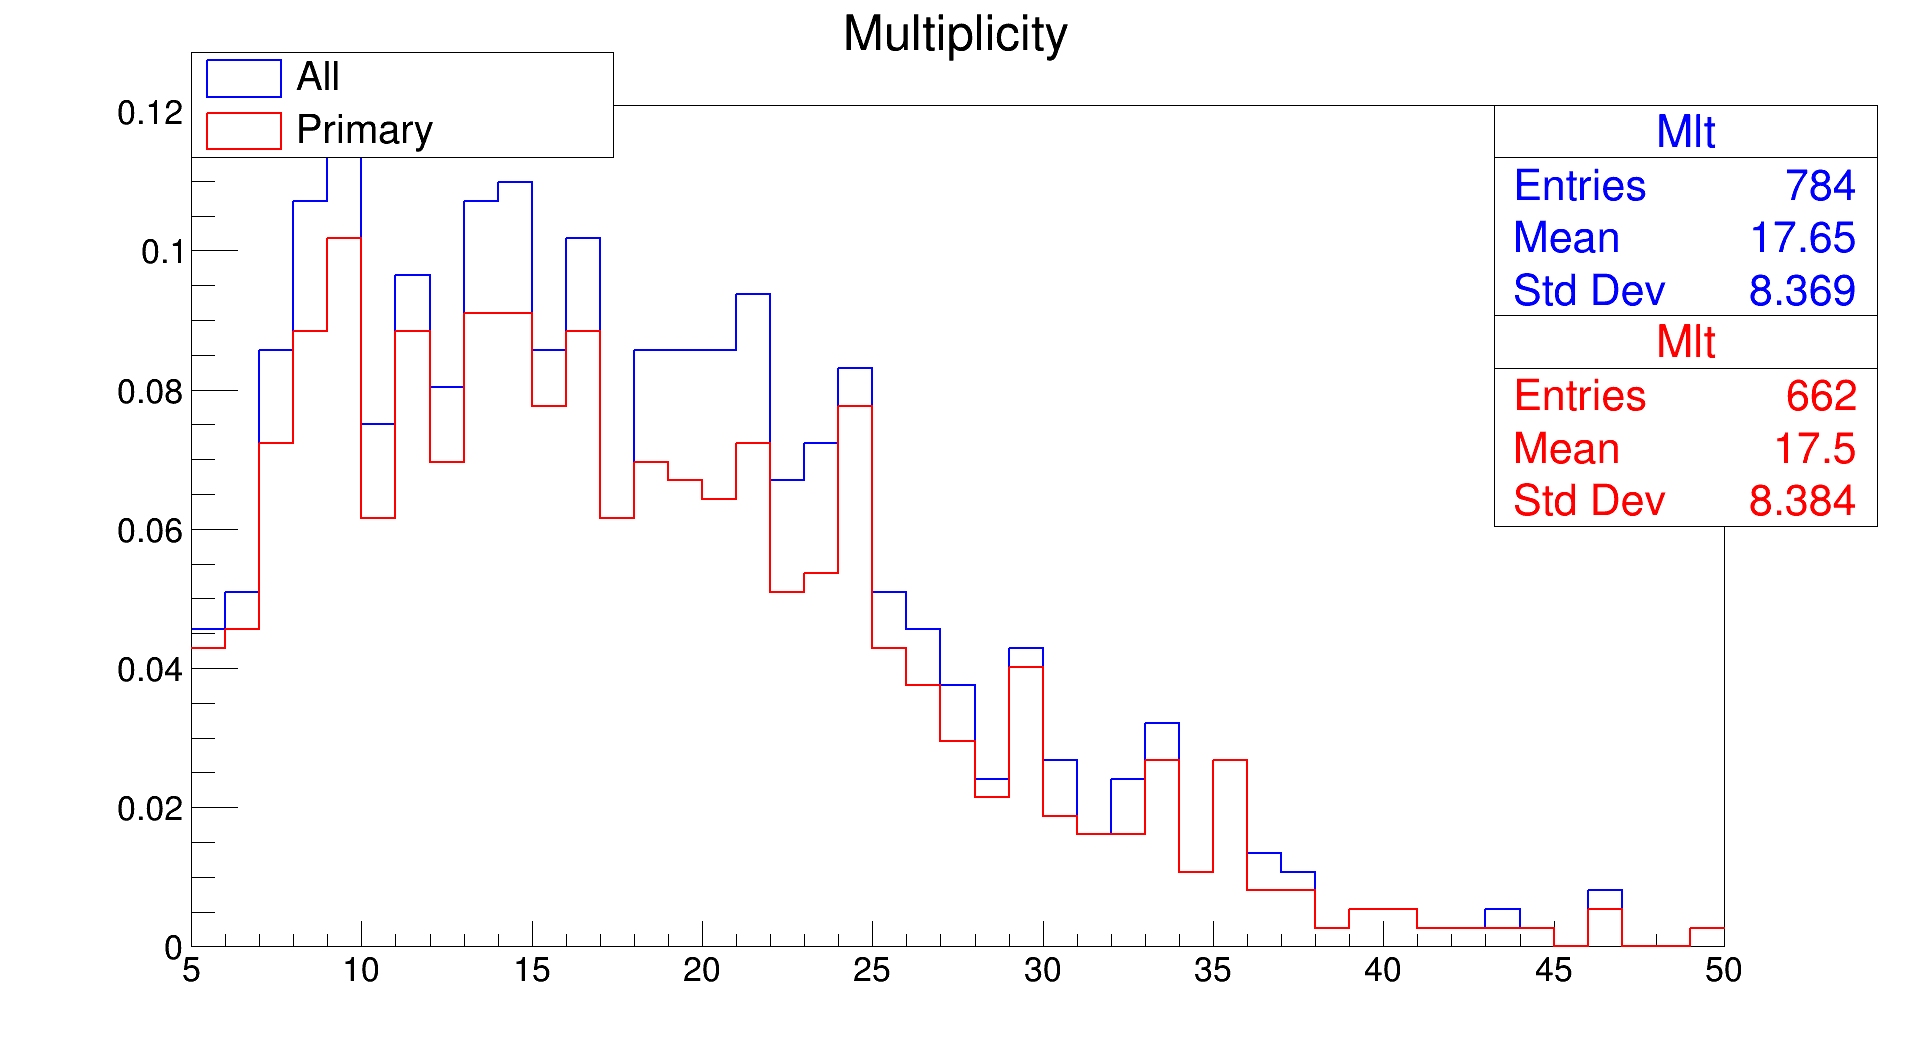 Multiplicity
All
Primary
Mlt
Entries 784
Mean 17.65
Std Dev 8.369
Mlt
Entries 662
Mean 17.5
Std Dev 8.384
0.12
0.1
0.08
0.06
0.04
0.02
0
5 10 15 20 25 30 35 40 45 50